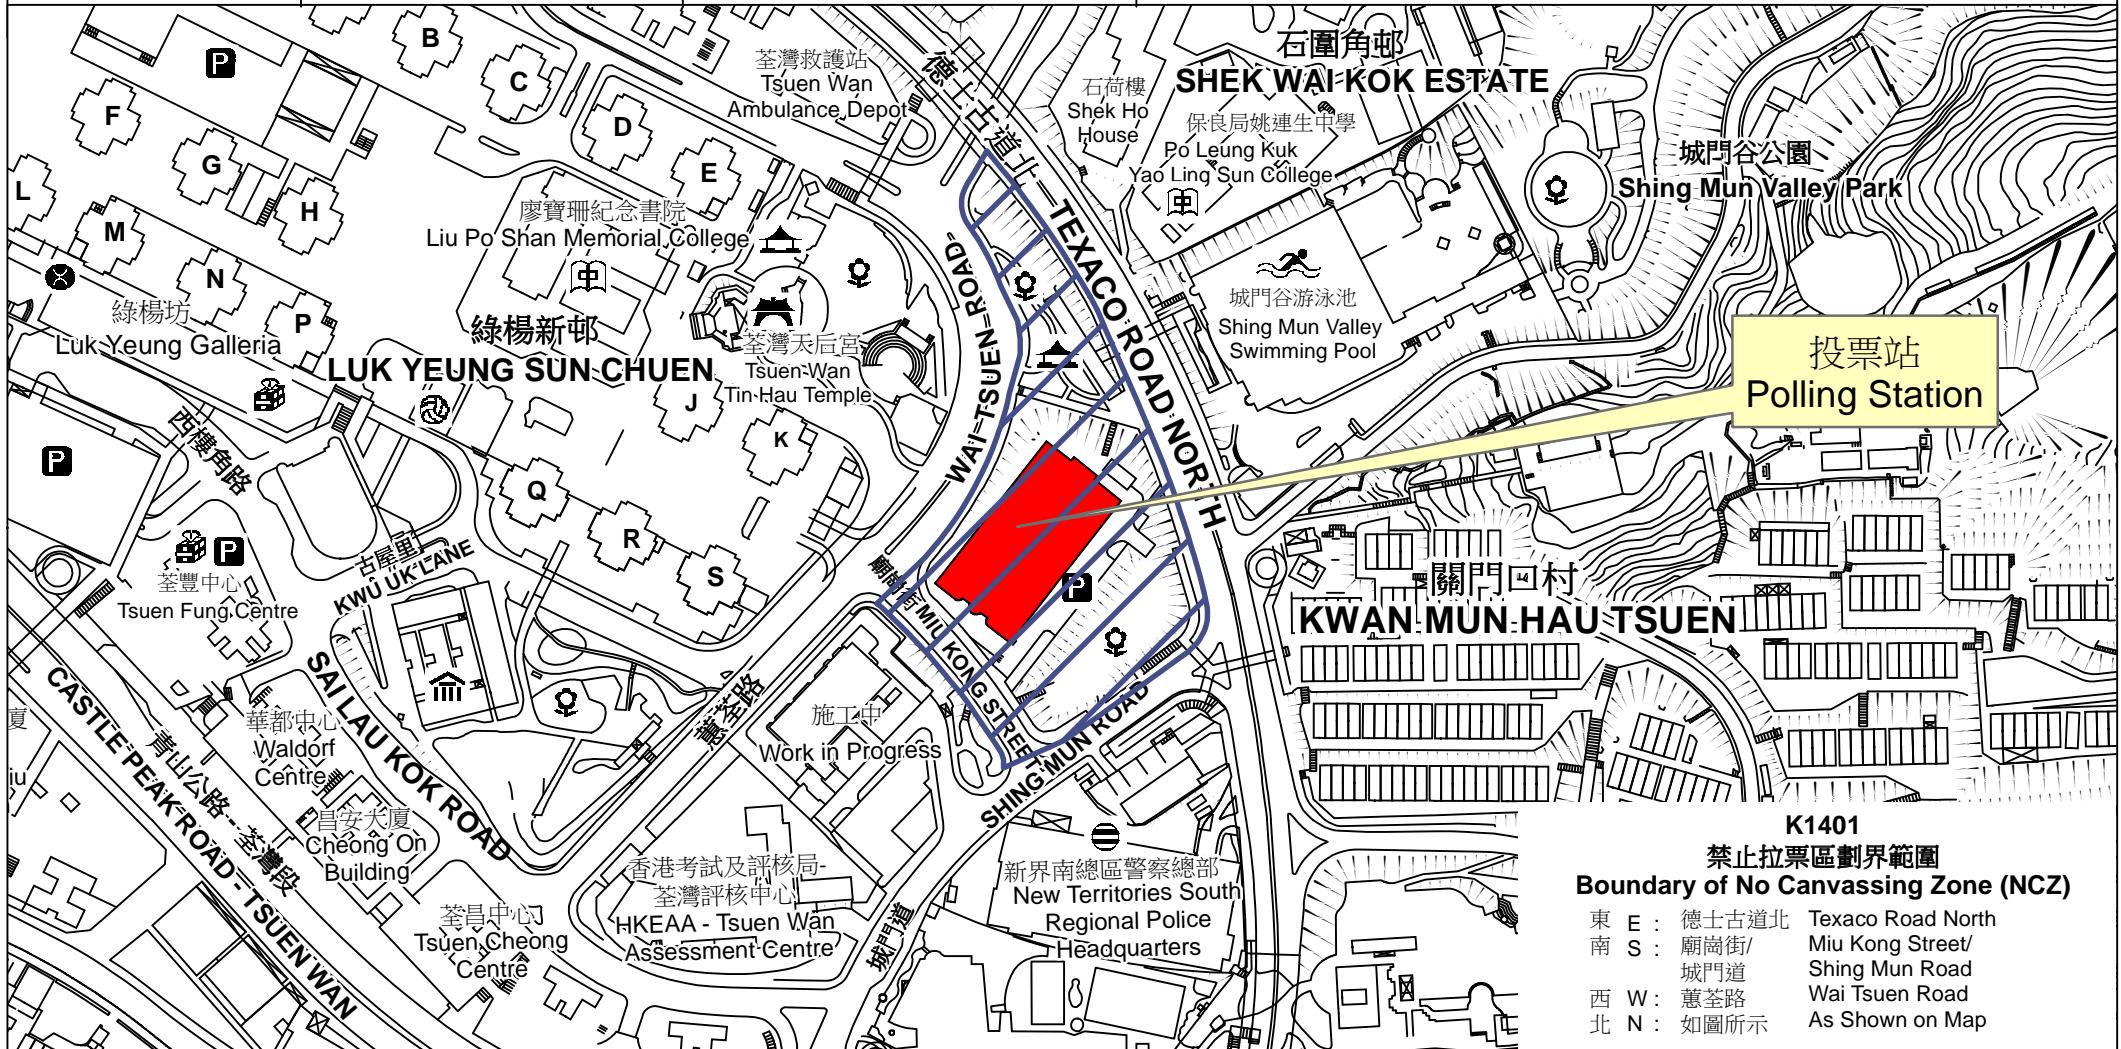 B
C
D
E
F
G
H
L
M
N
P
J
K
Q
R
S
P
P
P
P
荃灣救護站
Tsuen Wan
Ambulance Depot
德士古道北
TEXACO ROAD NORTH
石圍角邨
SHEK WAI KOK ESTATE
石荷樓
Shek Ho
House
保良局姚連生中學
Po Leung Kuk
Yao Ling Sun College
中
城門谷公園
Shing Mun Valley Park
廖寶珊紀念書院
Liu Po Shan Memorial College
中
城門谷游泳池
Shing Mun Valley
Swimming Pool
綠楊坊
Luk Yeung Galleria
綠楊新邨
LUK YEUNG SUN CHUEN
荃灣天后宮
Tsuen Wan
Tin Hau Temple
WAI TSUEN ROAD
蕙荃路
投票站
Polling Station
西樓角路
SAI LAU KOK ROAD
古屋里
KWU UK LANE
荃豐中心
Tsuen Fung Centre
廟崗街
MIU KONG STREET
關門口村
KWAN MUN HAU TSUEN
華都中心
Waldorf
Centre
施工中
Work in Progress
SHING MUN ROAD
城門道
青山公路 - 荃灣段
CASTLE PEAK ROAD - TSUEN WAN
廈
iu
昌安大廈
Cheong On
Building
荃昌中心
Tsuen Cheong
Centre
香港考試及評核局-
荃灣評核中心
HKEAA - Tsuen Wan
Assessment Centre
新界南總區警察總部
New Territories South
Regional Police
Headquarters
K1401
禁止拉票區劃界範圍
Boundary of No Canvassing Zone (NCZ)
東 E : 德士古道北 Texaco Road North
南 S : 廟崗街/ Miu Kong Street/
城門道 Shing Mun Road
西 W : 蕙荃路 Wai Tsuen Road
北 N : 如圖所示 As Shown on Map